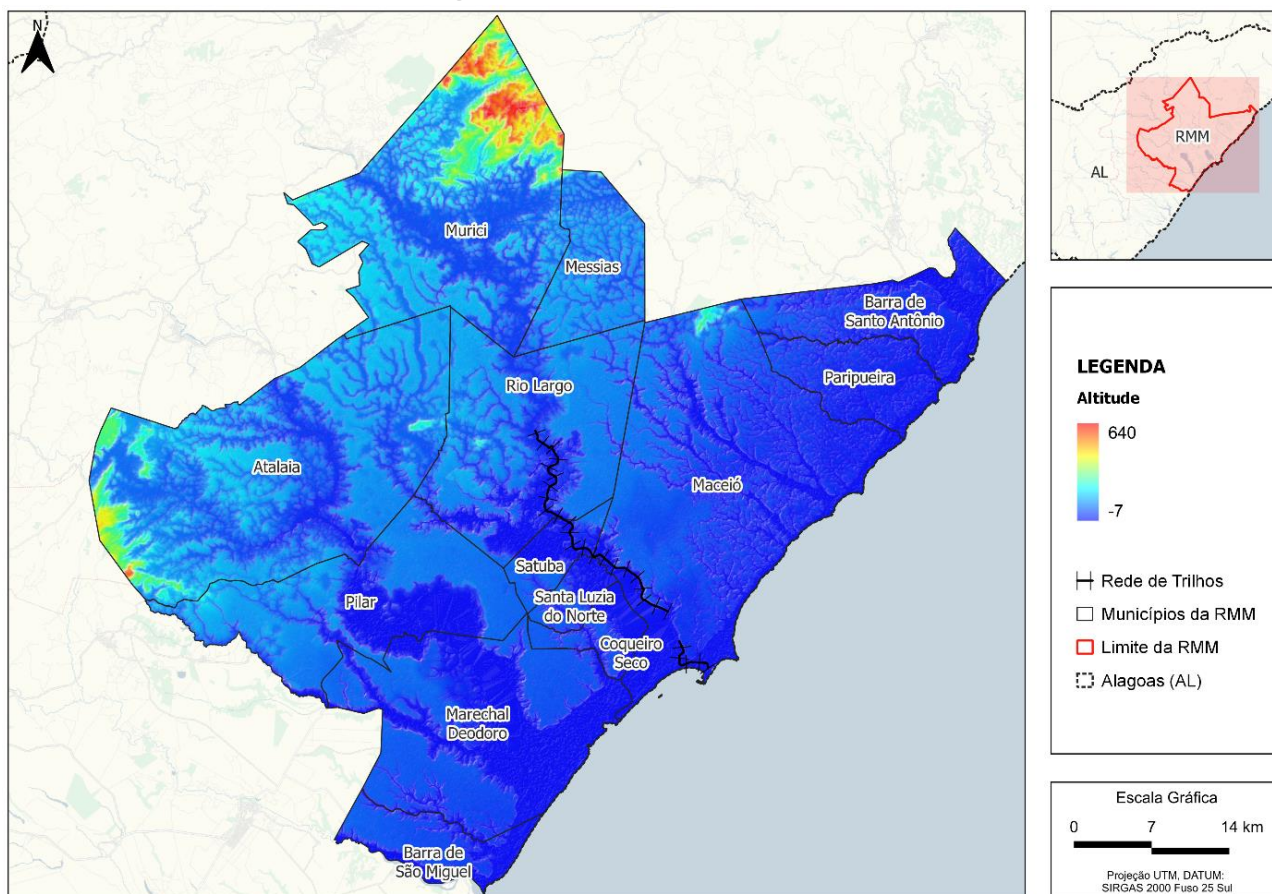 N
Murici
Messias
Barra de
Santo Antônio
Paripueira
Rio Largo
Atalaia
Maceió
Satuba
Pilar
Santa Luzia
do Norte
Coqueiro
Seco
Marechal
Deodoro
Barra de
São Miguel
RMM
AL
LEGENDA
Altitude
640
-7
Rede de Trilhos
Municípios da RMM
Limite da RMM
Alagoas (AL)
Escala Gráfica
0 7 14 km
Projeção UTM, DATUM:
SIRGAS 2000 Fuso 25 Sul